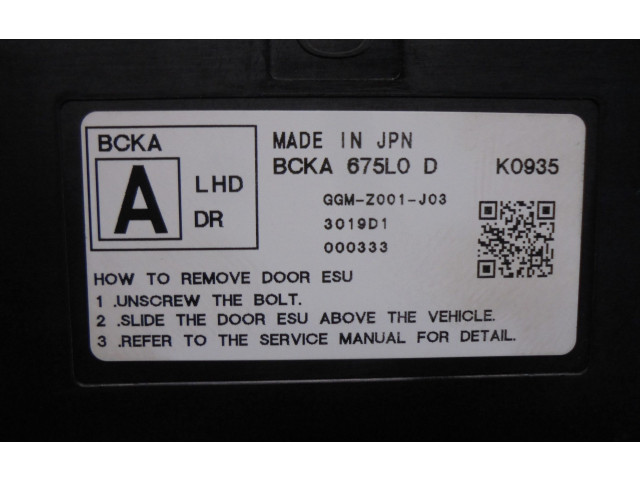 BCKA
A
LHD
DR
MADE IN JPN
BCKA 675L0 D K0935
GGM-Z001-J03
3019D1
000333
HOW TO REMOVE DOOR ESU
1 .UNSCREW THE BOLT.
2 .SLIDE THE DOOR ESU ABOVE THE VEHICLE.
3 .REFER TO THE SERVICE MANUAL FOR DETAIL.